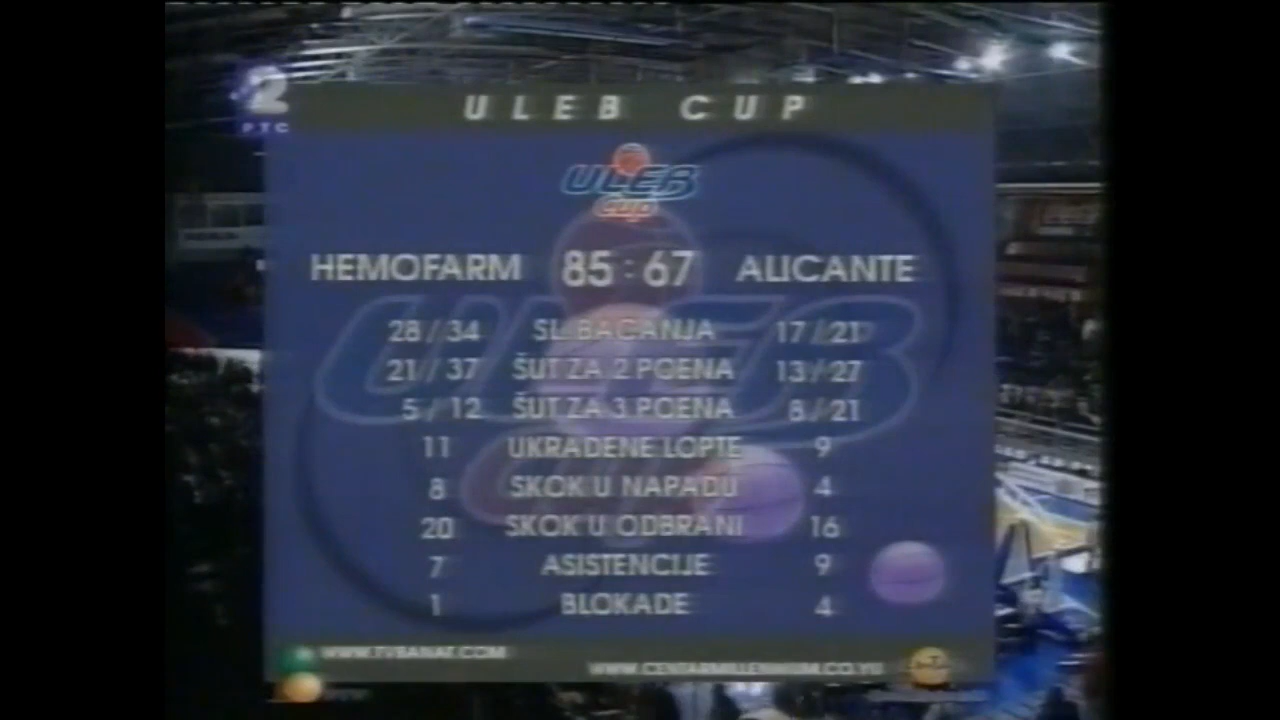 2
PTC
ULEB CUP
ULEB
Cup
HEMOFARM 85 : 67 ALICANTE
28 / 34 SL. BACANJA 17 / 21
21 / 37 ŠUT ZA 2 POENA 13 / 27
5 / 12 ŠUT ZA 3 POENA 8 / 21
11 UKRADENE LOPTE 9
8 SKOK U NAPADU 4
20 SKOK U ODBRANI 16
7 ASISTENCIJE 9
1 BLOKADE 4
WWW.TVBANAT.COM
WWW.CENTARMILLENNIUM.CO.YU